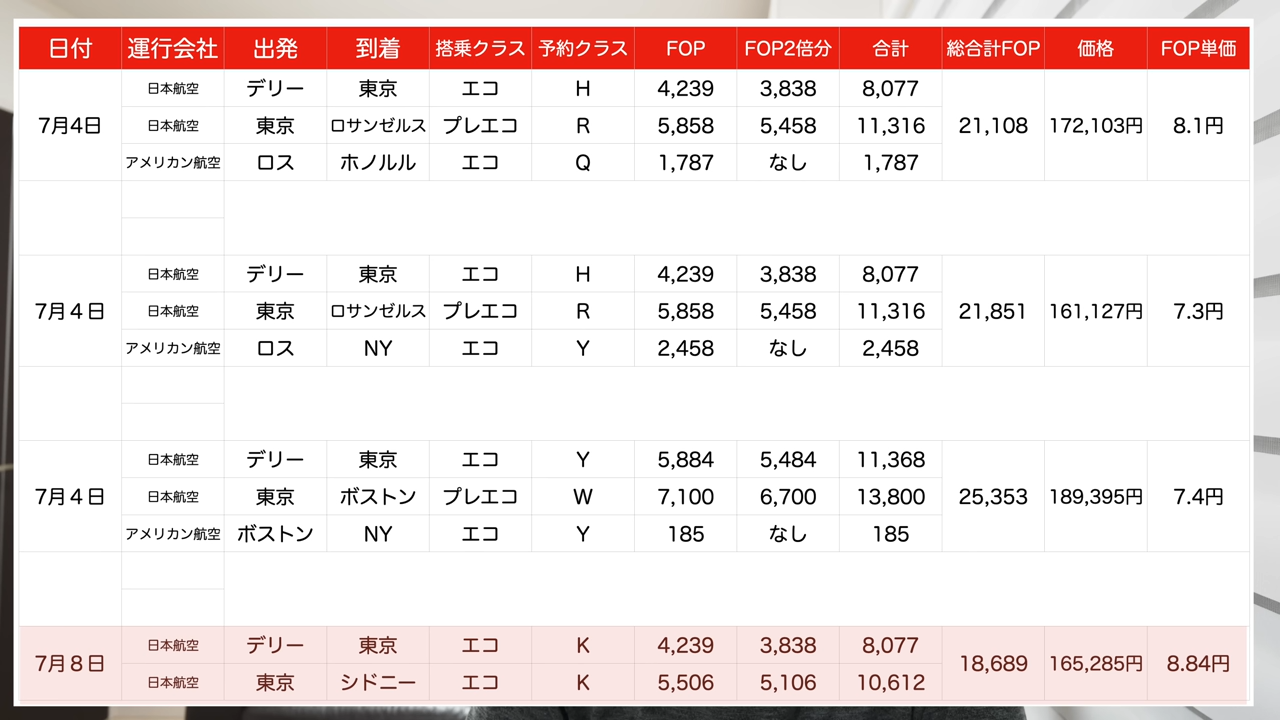 日付 運行会社 出発 到着 搭乗クラス 予約クラス FOP FOP2倍分 合計 総合計FOP 価格 FOP単価
日本航空 デリー 東京 エコ H 4,239 3,838 8,077
7月4日 日本航空 東京 ロサンゼルス プレエコ R 5,858 5,458 11,316 21,108 172,103円 8.1円
アメリカン航空 ロス ホノルル エコ Q 1,787 なし 1,787
日本航空 デリー 東京 エコ H 4,239 3,838 8,077
7月４日 日本航空 東京 ロサンゼルス プレエコ R 5,858 5,458 11,316 21,851 161,127円 7.3円
アメリカン航空 ロス NY エコ Y 2,458 なし 2,458
日本航空 デリー 東京 エコ Y 5,884 5,484 11,368
7月４日 日本航空 東京 ボストン プレエコ W 7,100 6,700 13,800 25,353 189,395円 7.4円
アメリカン航空 ボストン NY エコ Y 185 なし 185
日本航空 デリー 東京 エコ K 4,239 3,838 8,077
7月８日 18,689 165,285円 8.84円
日本航空 東京 シドニー エコ K 5,506 5,106 10,612